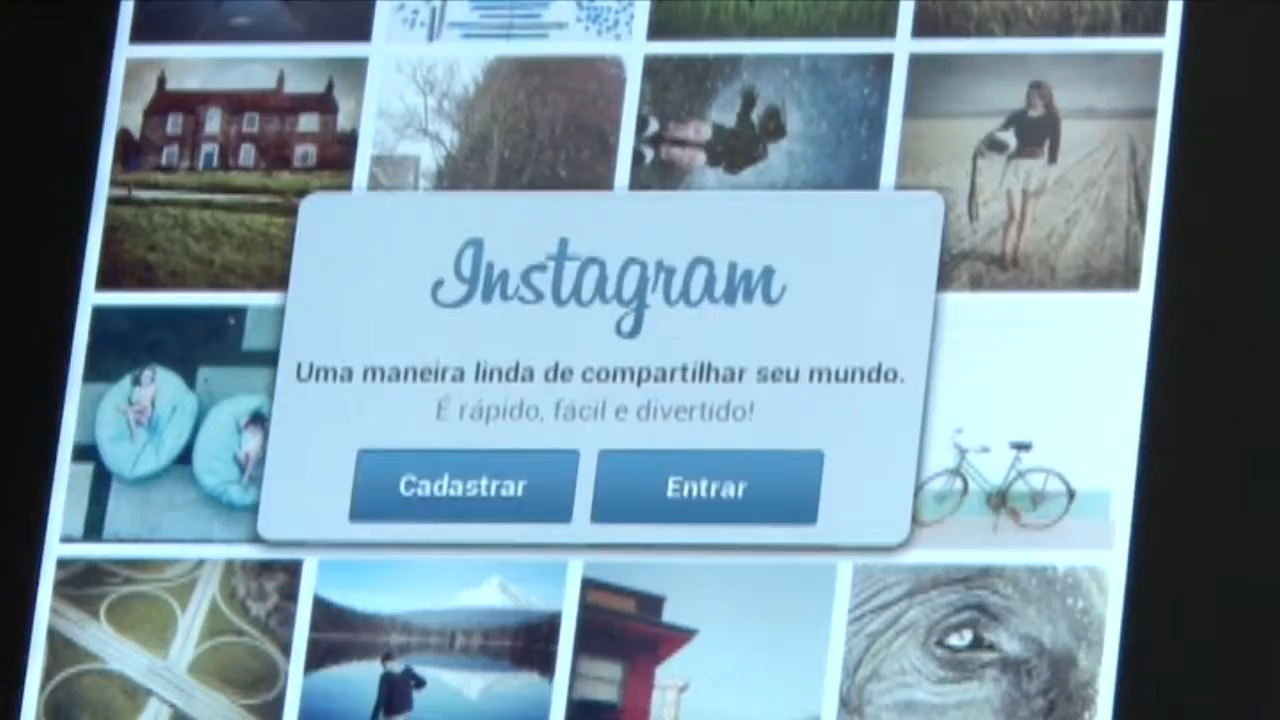 Instagram
Uma maneira linda de compartilhar seu mundo.
É rápido, fácil e divertido!
Cadastrar
Entrar